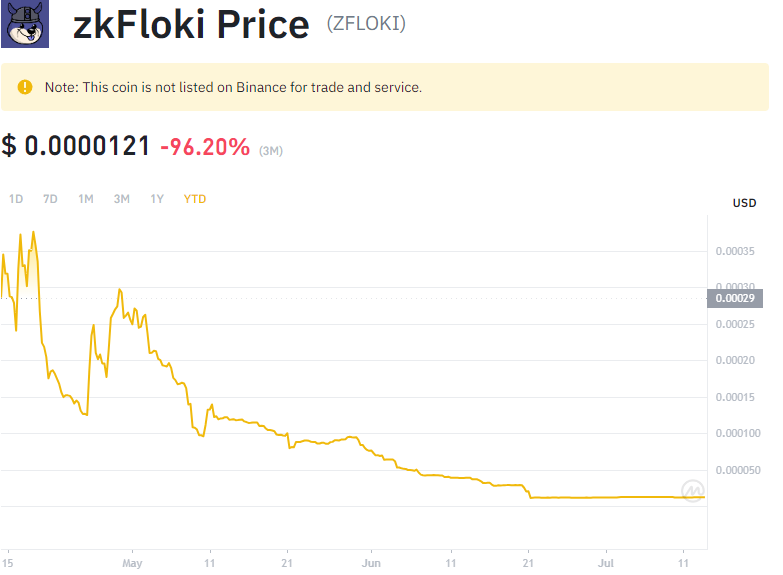 zkFloki Price (ZFLOKI)
Note: This coin is not listed on Binance for trade and service.
$ 0.0000121 -96.20% (3M)
1D 7D 1M 3M 1Y YTD
USD
0.00035
0.00030
0.00029
0.00025
0.00020
0.00015
0.000100
0.000050
15 May 11 21 Jun 11 21 Jul 11